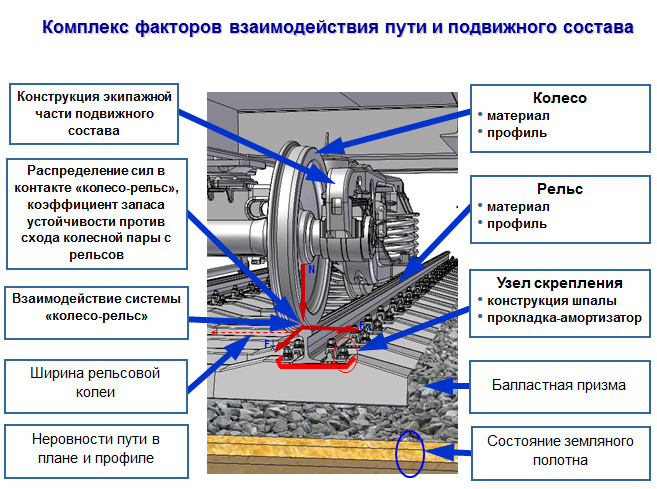 Комплекс факторов взаимодействия пути и подвижного состава
Конструкция экипажной
части подвижного
состава
Распределение сил в
контакте «колесо-рельс»,
коэффициент запаса
устойчивости против
схода колесной пары с
рельсов
Взаимодействие системы
«колесо-рельс»
Ширина рельсовой
колеи
Неровности пути в
плане и профиле
Колесо
• материал
• профиль
Рельс
• материал
• профиль
Узел скрепления
• конструкция шпалы
• прокладка-амортизатор
Балластная призма
Состояние земляного
полотна
N